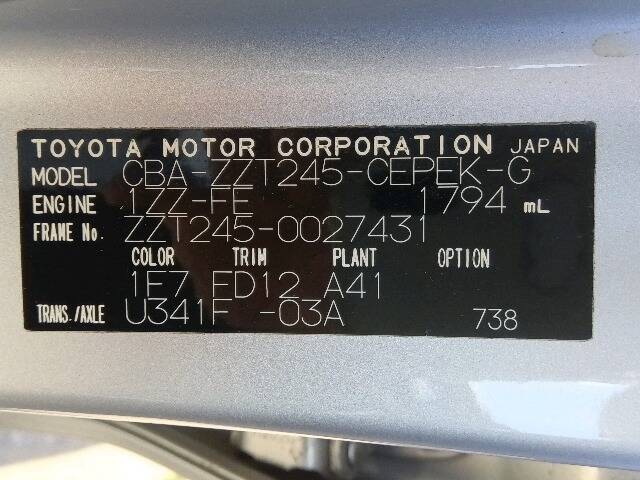 TOYOTA MOTOR CORPORATION JAPAN
MODEL CBA-ZZT245-CEPEK-G
ENGINE 1ZZ-FE 1794 mL
FRAME No. ZZT245-0027431
COLOR TRIM PLANT OPTION
1E7 FD12 A41
TRANS./AXLE U341F -03A 738